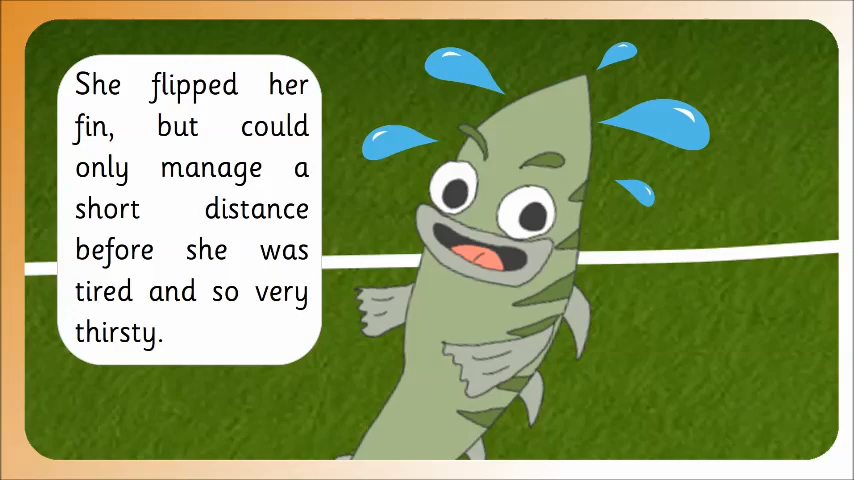 She flipped her
fin, but could
only manage a
short distance
before she was
tired and so very
thirsty.